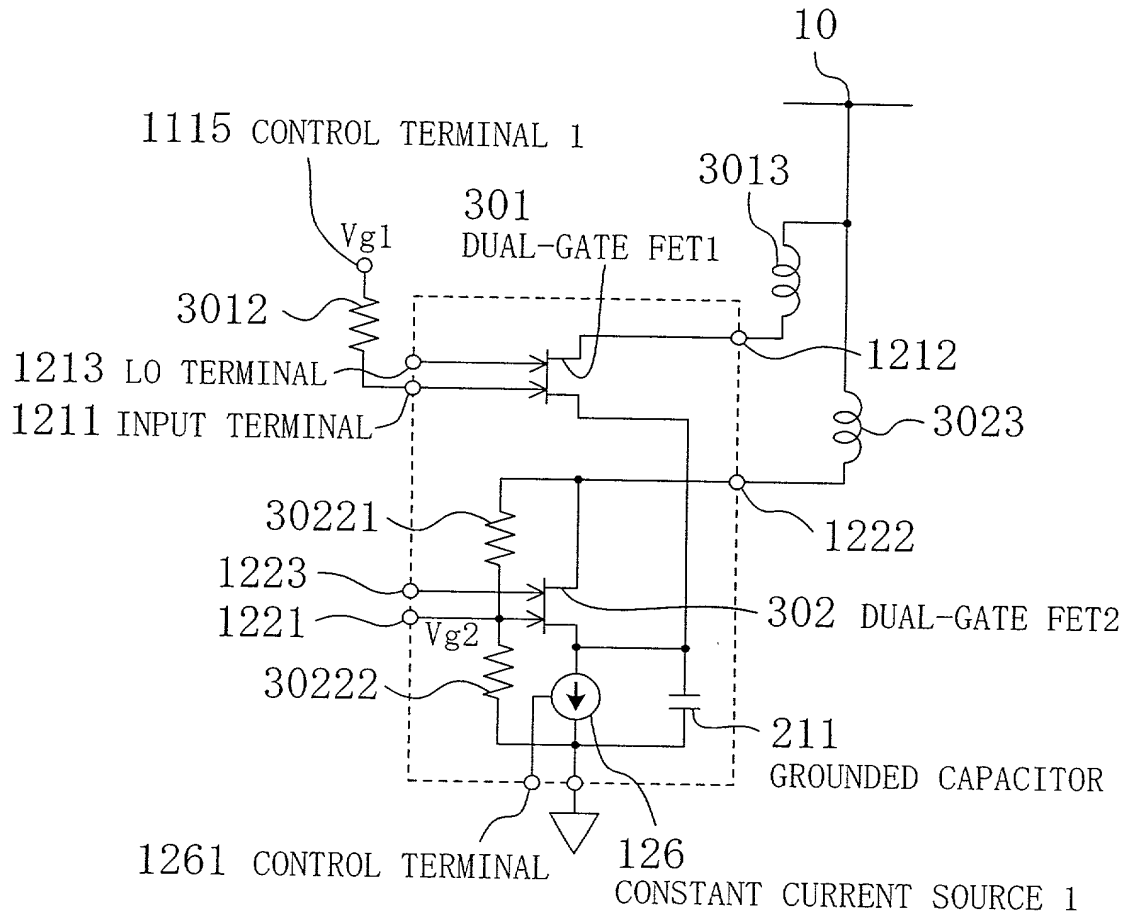 10
1115 CONTROL TERMINAL 1
3013
301
DUAL-GATE FET1
Vg1
3012
1213 LO TERMINAL
1212
1211 INPUT TERMINAL
3023
30221
1222
1223
302 DUAL-GATE FET2
1221
Vg2
30222
211
GROUNDED CAPACITOR
1261 CONTROL TERMINAL
126
CONSTANT CURRENT SOURCE 1